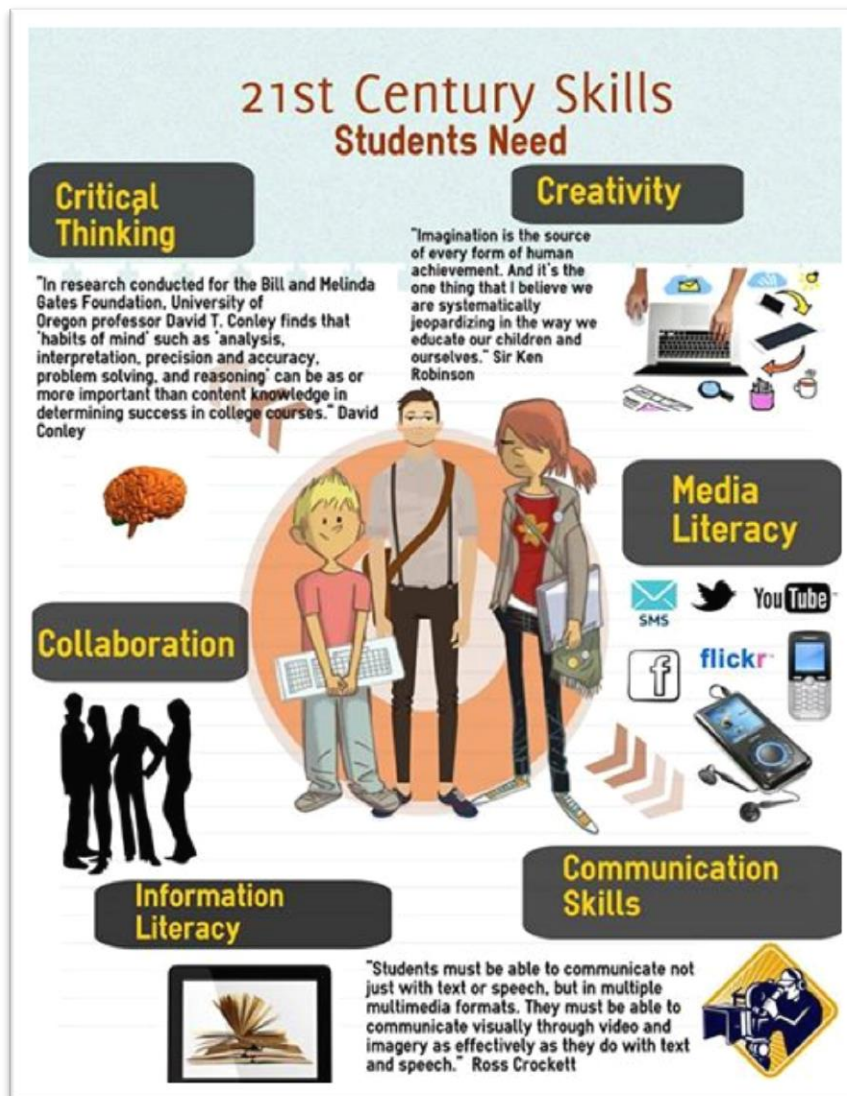 21st Century Skills
Students Need
Critical
Thinking
"In research conducted for the Bill and Melinda
Gates Foundation, University of
Oregon professor David T. Conley finds that
'habits of mind' such as 'analysis,
interpretation, precision and accuracy,
problem solving, and reasoning' can be as or
more important than content knowledge in
determining success in college courses." David
Conley
Creativity
"Imagination is the source
of every form of human
achievement. And it's the
one thing that I believe we
are systematically
jeopardizing in the way we
educate our children and
ourselves." Sir Ken
Robinson
Media
Literacy
SMS
YouTube
f
flickr
Collaboration
Information
Literacy
Communication
Skills
"Students must be able to communicate not
just with text or speech, but in multiple
multimedia formats. They must be able to
communicate visually through video and
imagery as effectively as they do with text
and speech." Ross Crockett